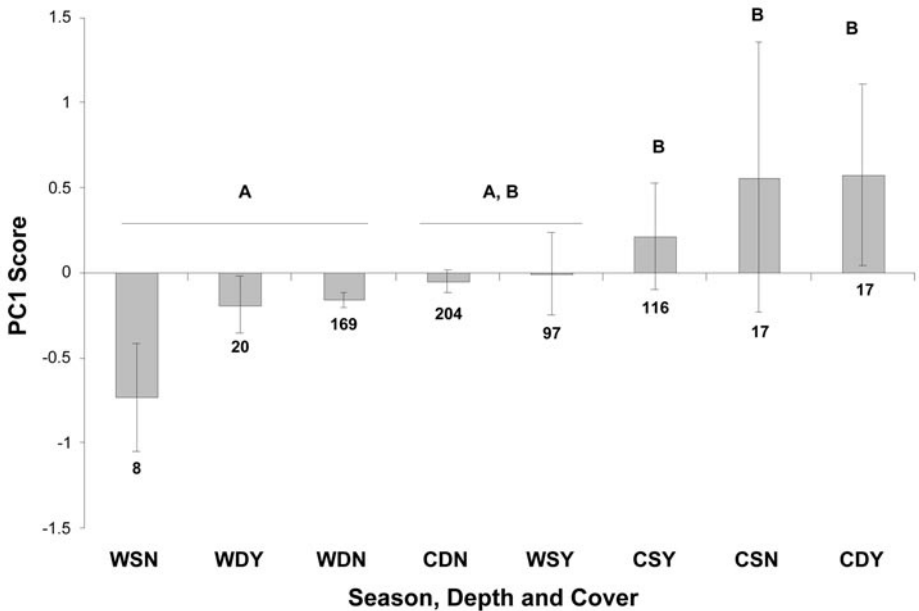 1.5
B
B
1
B
0.5
A
A, B
0
-0.5
-1
-1.5
PC1 Score
8
20
169
204
97
116
17
17
WSN WDY WDN CDN WSY CSY CSN CDY
Season, Depth and Cover